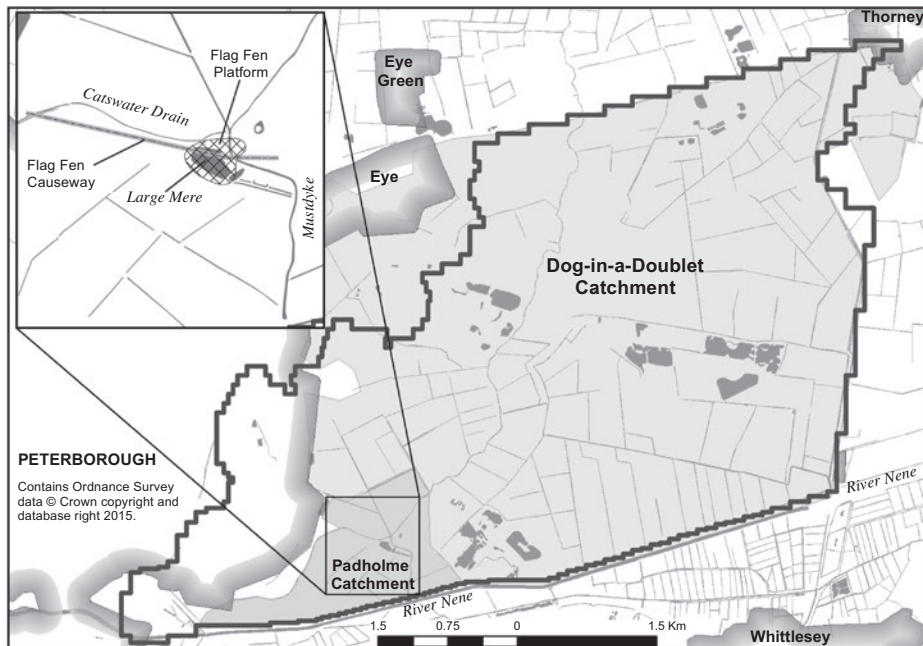 Flag Fen
Platform
Catswater Drain
Flag Fen
Causeway
Large Mere
Mustdyke
Eye
Green
Eye
Thorney
Dog-in-a-Doublet
Catchment
PETERBOROUGH
Contains Ordnance Survey
data © Crown copyright and
database right 2015.
Padholme
Catchment
River Nene
River Nene
1.5
0.75
0
1.5 Km
Whittlesey